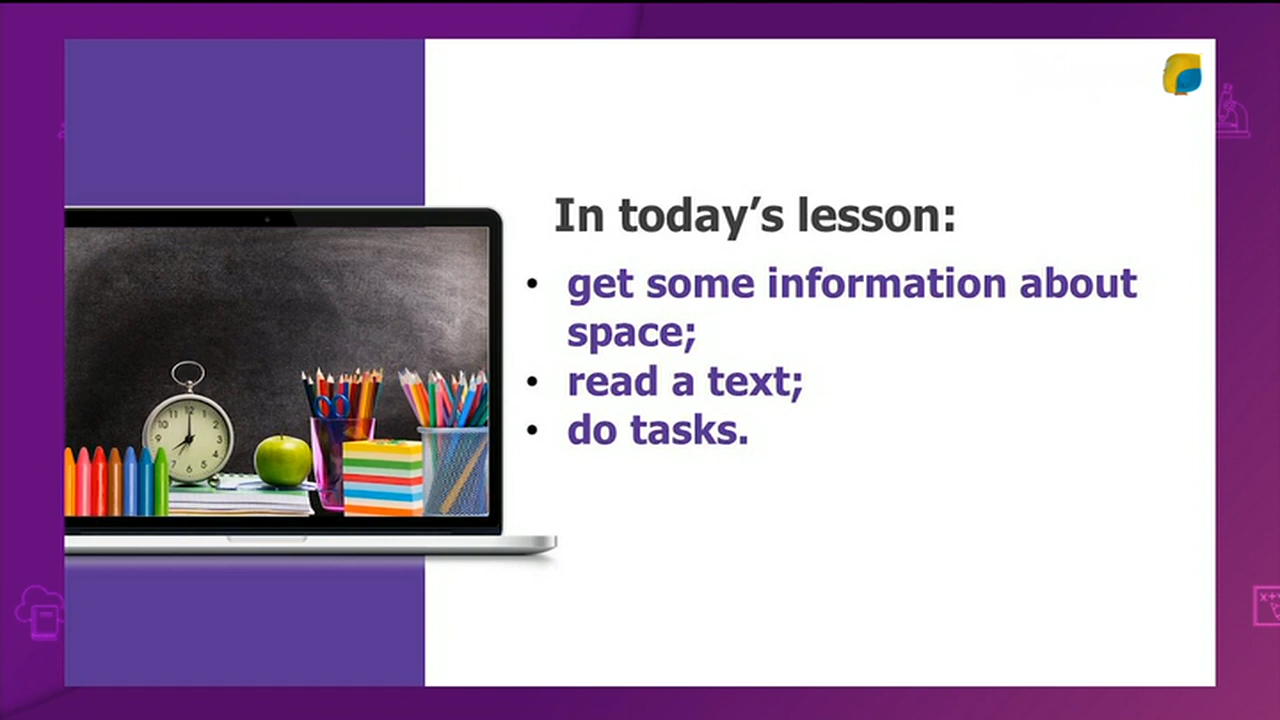 In today’s lesson:
• get some information about
space;
• read a text;
• do tasks.